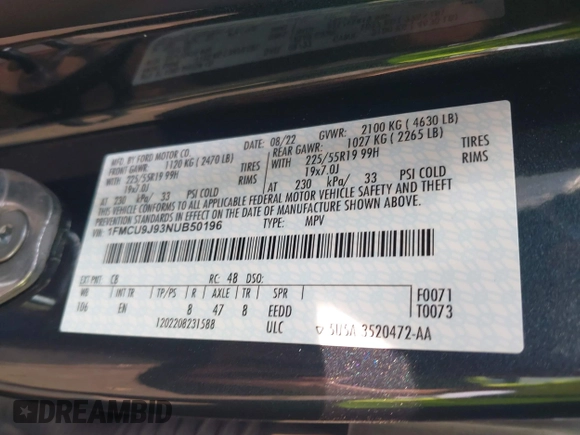 MFD. BY FORD MOTOR CO. DATE: 08/22 GVWR: 2100 KG ( 4630 LB)
FRONT GAWR: 1120 KG ( 2470 LB) REAR GAWR: 1027 KG ( 2265 LB)
WITH 225/55R19 99H TIRES WITH 225/55R19 99H TIRES
19x7.0J RIMS 19x7.0J RIMS
AT 230 kPa/ 33 PSI COLD AT 230 kPa/ 33 PSI COLD
THIS VEHICLE CONFORMS TO ALL APPLICABLE FEDERAL MOTOR VEHICLE SAFETY AND THEFT
PREVENTION STANDARDS IN EFFECT ON THE DATE OF MANUFACTURE SHOWN ABOVE.
VIN: 1FMCU9J93NUB50196 TYPE: MPV
EXT PNT: CB RC: 48 DSO:
WB INT TR TP/PS R AXLE TR SPR F0071
106 EN 8 47 8 EEDD T0073
1202208231588 ULC 5U5A 3520472-AA
DREAMBID